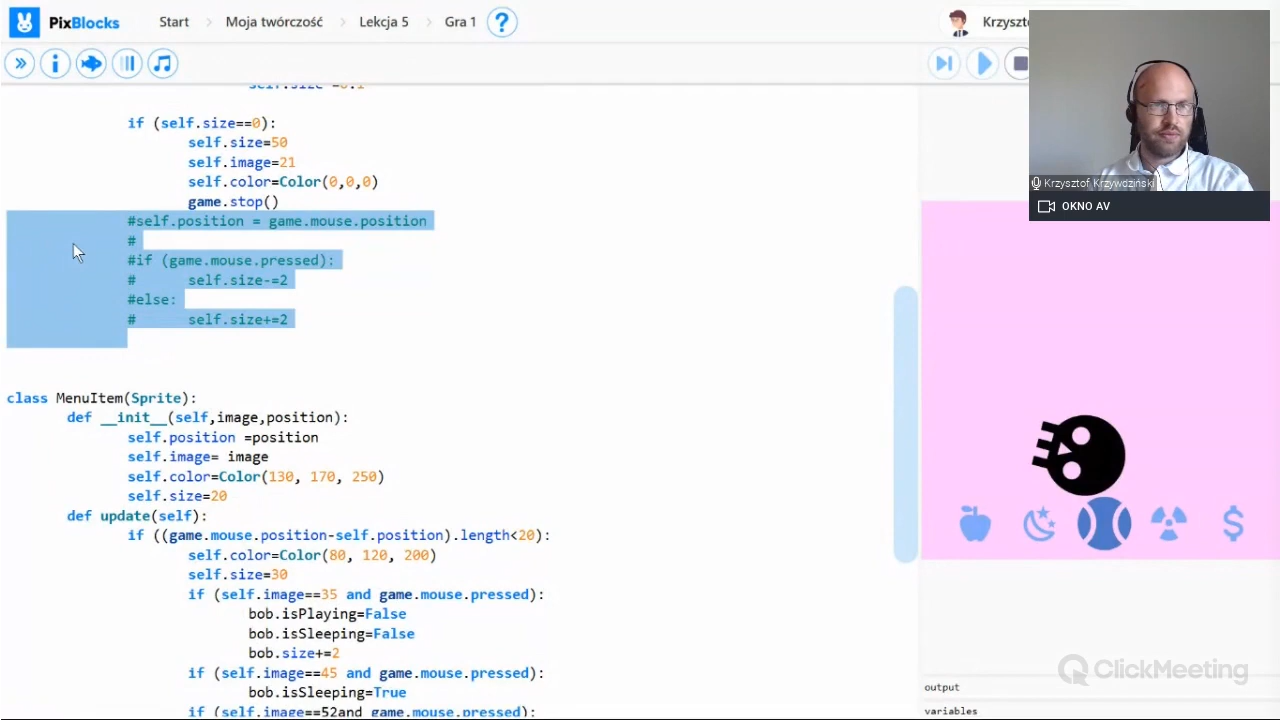 PixBlocks Start Moja twórczość Lekcja 5 Gra 1 ? Krzyszto
if (self.size==0):
self.size=50
self.image=21
self.color=Color(0,0,0)
game.stop()
#self.position = game.mouse.position
#
#if (game.mouse.pressed):
# self.size-=2
#else:
# self.size+=2
class MenuItem(Sprite):
def __init__(self,image,position):
self.position =position
self.image= image
self.color=Color(130, 170, 250)
self.size=20
def update(self):
if ((game.mouse.position-self.position).length<20):
self.color=Color(80, 120, 200)
self.size=30
if (self.image==35 and game.mouse.pressed):
bob.isPlaying=False
bob.isSleeping=False
bob.size+=2
if (self.image==45 and game.mouse.pressed):
bob.isSleeping=True
if (self.image==52and game.mouse.pressed):
Krzysztof Krzywdziński
OKNO AV
ClickMeeting
output
variables